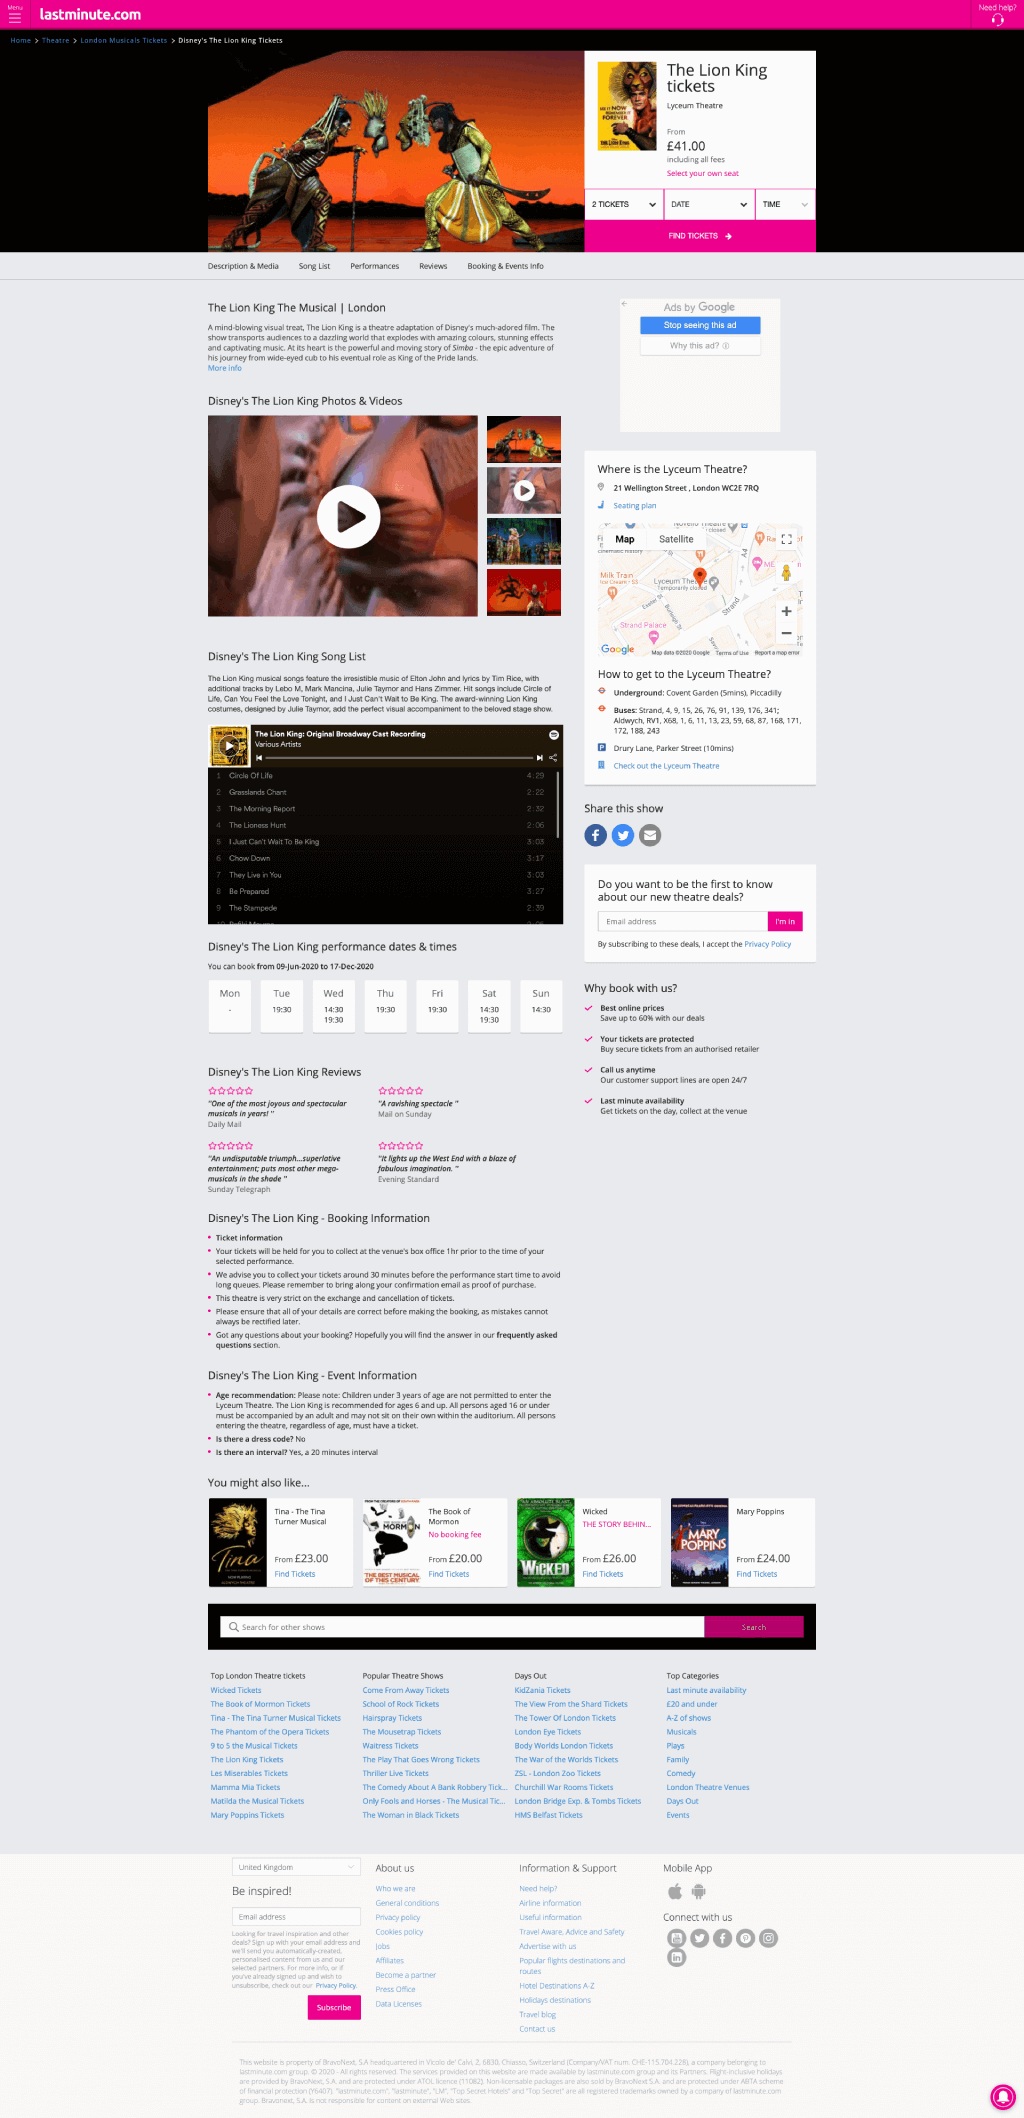 Menu
lastminute.com
Need help?
Home > Theatre > London Musicals Tickets > Disney's The Lion King Tickets
The Lion King
tickets
Lyceum Theatre
From
£41.00
including all fees
Select your own seat
2 TICKETS
DATE
TIME
FIND TICKETS
Description & Media
Song List
Performances
Reviews
Booking & Events Info
The Lion King The Musical | London
A mind-blowing visual treat, The Lion King is a theatre adaptation of Disney's much-adored film. The
show transports audiences to a dazzling world that explodes with amazing colours, stunning effects
and captivating music. At its heart is the powerful and moving story of Simba - the epic adventure of
his journey from wide-eyed cub to his eventual role as King of the Pride lands.
More info
Disney's The Lion King Photos & Videos
Disney's The Lion King Song List
The Lion King musical songs feature the irresistible music of Elton John and lyrics by Tim Rice, with
additional tracks by Lebo M, Mark Mancina, Julie Taymor and Hans Zimmer. Hit songs include Circle of
Life, Can You Feel the Love Tonight, and I Just Can't Wait to Be King. The award-winning Lion King
costumes, designed by Julie Taymor, add the perfect visual accompaniment to the beloved stage show.
The Lion King: Original Broadway Cast Recording
Various Artists
1 Circle Of Life 4:29
2 Grasslands Chant 2:22
3 The Morning Report 2:32
4 The Lioness Hunt 2:06
5 I Just Can't Wait To Be King 3:03
6 Chow Down 3:17
7 They Live in You 3:03
8 Be Prepared 3:27
9 The Stampede 2:39
Disney's The Lion King performance dates & times
You can book from 09-Jun-2020 to 17-Dec-2020
Mon
-
Tue
19:30
Wed
14:30
19:30
Thu
19:30
Fri
19:30
Sat
14:30
19:30
Sun
14:30
Disney's The Lion King Reviews
"One of the most joyous and spectacular
musicals in years! "
Daily Mail
"A ravishing spectacle "
Mail on Sunday
"An undisputable triumph...superlative
entertainment; puts most other mega-
musicals in the shade "
Sunday Telegraph
"It lights up the West End with a blaze of
fabulous imagination. "
Evening Standard
Disney's The Lion King - Booking Information
Ticket information
Your tickets will be held for you to collect at the venue's box office 1hr prior to the time of your
selected performance.
We advise you to collect your tickets around 30 minutes before the performance start time to avoid
long queues. Please remember to bring along your confirmation email as proof of purchase.
This theatre is very strict on the exchange and cancellation of tickets.
Please ensure that all of your details are correct before making the booking, as mistakes cannot
always be rectified later.
Got any questions about your booking? Hopefully you will find the answer in our frequently asked
questions section.
Disney's The Lion King - Event Information
Age recommendation: Please note: Children under 3 years of age are not permitted to enter the
Lyceum Theatre. The Lion King is recommended for ages 6 and up. All persons aged 16 or under
must be accompanied by an adult and may not sit on their own within the auditorium. All persons
entering the theatre, regardless of age, must have a ticket.
Is there a dress code? No
Is there an interval? Yes, a 20 minutes interval
Ads by Google
Stop seeing this ad
Why this ad?
Where is the Lyceum Theatre?
21 Wellington Street , London WC2E 7RQ
Seating plan
Map
Satellite
Milk Train
Lyceum Theatre
Temporarily closed
Exeter St
Burleigh St
Strand
Strand Palace
A4
Google
Map data ©2020 Google
Terms of Use
Report a map error
How to get to the Lyceum Theatre?
Underground: Covent Garden (5mins), Piccadilly
Buses: Strand, 4, 9, 15, 26, 76, 91, 139, 176, 341;
Aldwych, RV1, X68, 1, 6, 11, 13, 23, 59, 68, 87, 168, 171,
172, 188, 243
Drury Lane, Parker Street (10mins)
Check out the Lyceum Theatre
Share this show
Do you want to be the first to know
about our new theatre deals?
Email address
I'm in
By subscribing to these deals, I accept the Privacy Policy
Why book with us?
Best online prices
Save up to 60% with our deals
Your tickets are protected
Buy secure tickets from an authorised retailer
Call us anytime
Our customer support lines are open 24/7
Last minute availability
Get tickets on the day, collect at the venue
You might also like...
Tina
Tina - The Tina
Turner Musical
From £23.00
Find Tickets
THE BEST MUSICAL
OF THIS CENTURY
The Book of
Mormon
No booking fee
From £20.00
Find Tickets
WICKED
Wicked
THE STORY BEHIN...
From £26.00
Find Tickets
MARY
POPPINS
Mary Poppins
From £24.00
Find Tickets
Search for other shows
Search
Top London Theatre tickets
Wicked Tickets
The Book of Mormon Tickets
Tina - The Tina Turner Musical Tickets
The Phantom of the Opera Tickets
9 to 5 the Musical Tickets
The Lion King Tickets
Les Miserables Tickets
Mamma Mia Tickets
Matilda the Musical Tickets
Mary Poppins Tickets
Popular Theatre Shows
Come From Away Tickets
School of Rock Tickets
Hairspray Tickets
The Mousetrap Tickets
Waitress Tickets
The Play That Goes Wrong Tickets
Thriller Live Tickets
The Comedy About A Bank Robbery Tick...
Only Fools and Horses - The Musical Tic...
The Woman in Black Tickets
Days Out
KidZania Tickets
The View From the Shard Tickets
The Tower Of London Tickets
London Eye Tickets
Body Worlds London Tickets
The War of the Worlds Tickets
ZSL - London Zoo Tickets
Churchill War Rooms Tickets
London Bridge Exp. & Tombs Tickets
HMS Belfast Tickets
Top Categories
Last minute availability
£20 and under
A-Z of shows
Musicals
Plays
Family
Comedy
London Theatre Venues
Days Out
Events
United Kingdom
Be inspired!
Email address
Looking for travel inspiration and other
deals? Sign up with your email address and
we'll send you automatically-created,
personalised content from us and our
selected partners. For more info, or if
you've already signed up and wish to
unsubscribe, check out our Privacy Policy.
Subscribe
About us
Who we are
General conditions
Privacy policy
Cookies policy
Jobs
Affiliates
Become a partner
Press Office
Data Licenses
Information & Support
Need help?
Airline information
Useful information
Travel Aware, Advice and Safety
Advertise with us
Popular flights destinations and
routes
Hotel Destinations A-Z
Holidays destinations
Travel blog
Contact us
Mobile App
Connect with us
This website is property of BravoNext, S.A headquartered in Vicolo de' Calvi, 2, 6830, Chiasso, Switzerland (Company/VAT num. CHE-115.704.228), a company belonging to
lastminute.com group. © 2020 - All rights reserved. The services provided on this website are made available by lastminute.com group and its Partners. Flight-inclusive holidays
are provided by BravoNext, S.A. and are protected under ATOL licence (11082). Non-licensable packages are also sold by BravoNext S.A. and are protected under ABTA scheme
of financial protection (Y6407). "lastminute.com", "lastminute", "LM", "Top Secret Hotels" and "Top Secret" are all registered trademarks owned by a company of lastminute.com
group. Bravonext, S.A. is not responsible for content on external Web sites.